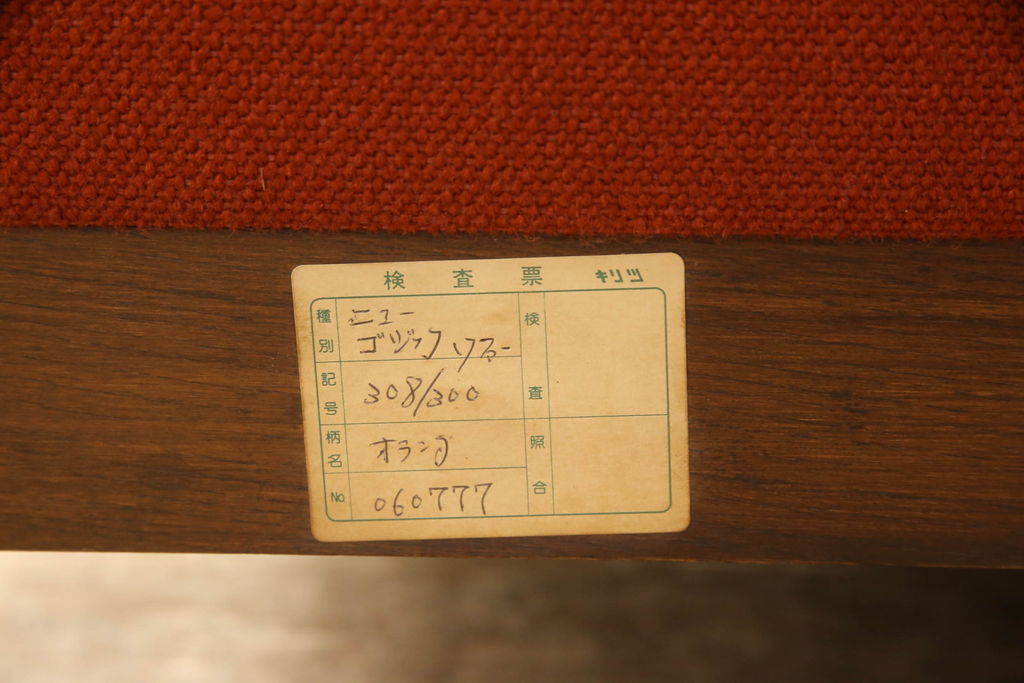 検査票 キリツ
種別 ニュー
ゴジック ソファー
記号 308/300
柄名 オランダ
No. 060777
検査
照合